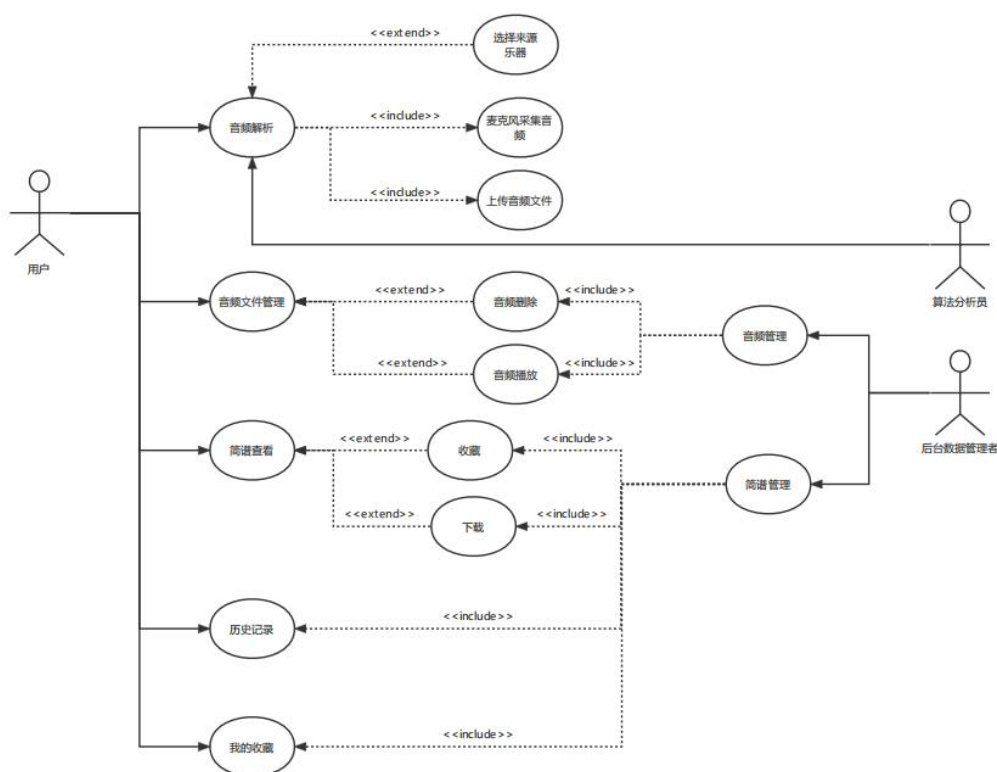 <<extend>>
选择来源
乐器
音频解析
<<include>>
麦克风采集音
频
<<include>>
上传音频文件
用户
算法分析员
音频文件管理
<<extend>>
音频删除
<<include>>
音频管理
<<extend>>
音频播放
<<include>>
简谱查看
<<extend>>
收藏
<<include>>
后台数据管理者
简谱管理
<<extend>>
下载
<<include>>
历史记录
<<include>>
我的收藏
<<include>>